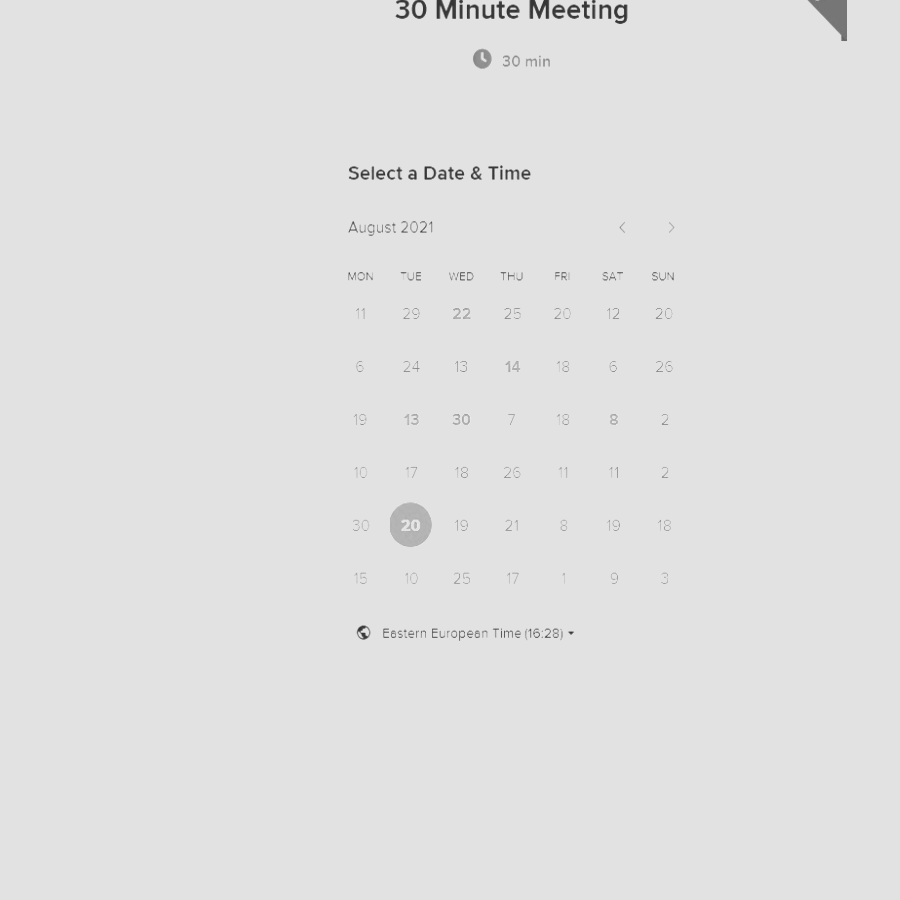 30 Minute Meeting
30 min
Select a Date & Time
August 2021
MON TUE WED THU FRI SAT SUN
11 29 22 25 20 12 20
6 24 13 14 18 6 26
19 13 30 7 18 8 2
10 17 18 26 11 11 2
30 20 19 21 8 19 18
15 10 25 17 1 9 3
Eastern European Time (16:28)